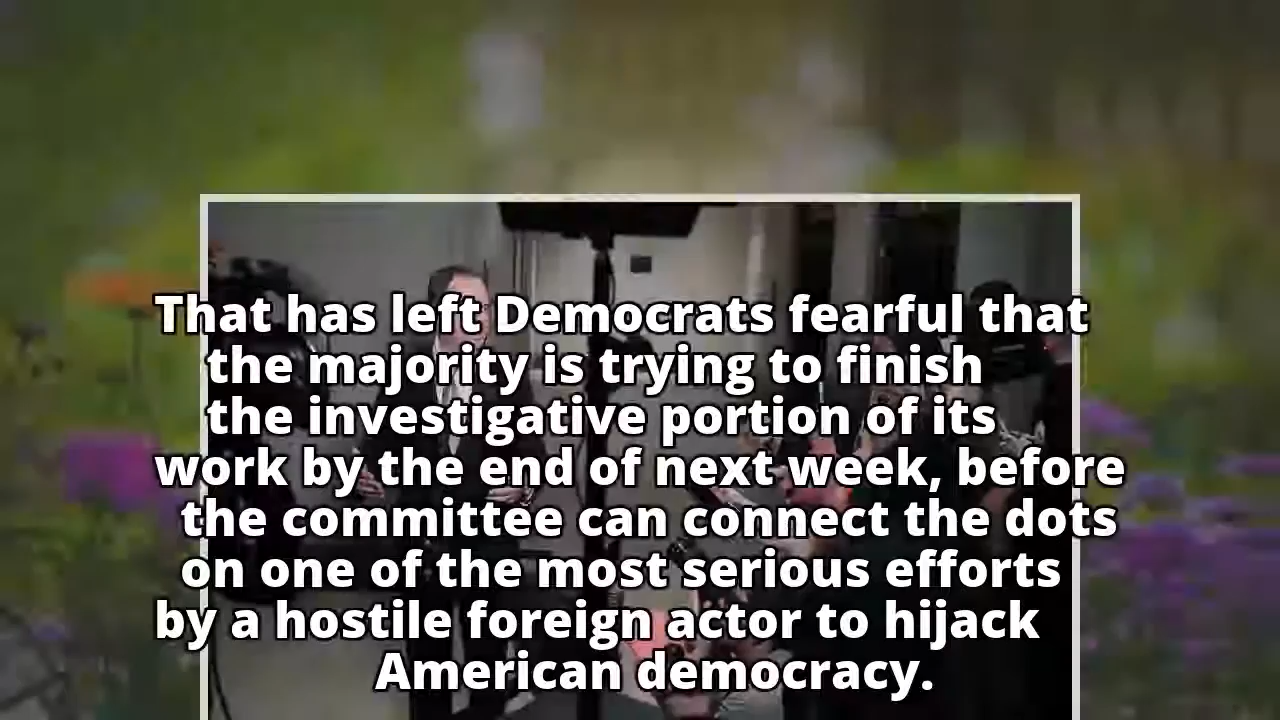 That has left Democrats fearful that
the majority is trying to finish
the investigative portion of its
work by the end of next week, before
the committee can connect the dots
on one of the most serious efforts
by a hostile foreign actor to hijack
American democracy.